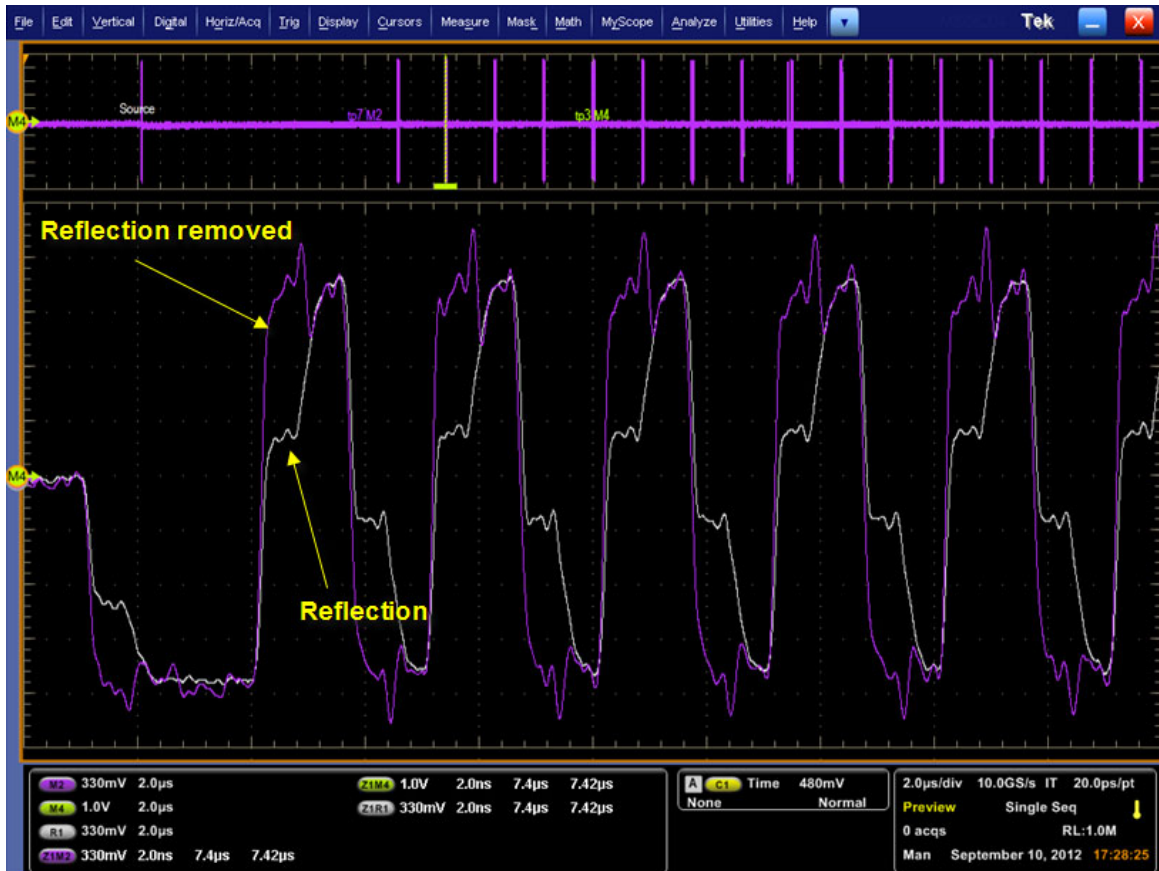 File Edit Vertical Digital Horiz/Acq Trig Display Cursors Measure Mask Math MyScope Analyze Utilities Help Tek X
Source
tp7 M2
tp3 M4
M4
Reflection removed
M4
Reflection
M2 330mV 2.0µs
M4 1.0V 2.0µs
R1 330mV 2.0µs
Z1M2 330mV 2.0ns 7.4µs 7.42µs
Z1M4 1.0V 2.0ns 7.4µs 7.42µs
Z1R1 330mV 2.0ns 7.4µs 7.42µs
A C1 Time 480mV
None Normal
2.0µs/div 10.0GS/s IT 20.0ps/pt
Preview Single Seq
0 acqs RL:1.0M
Man September 10, 2012 17:28:25